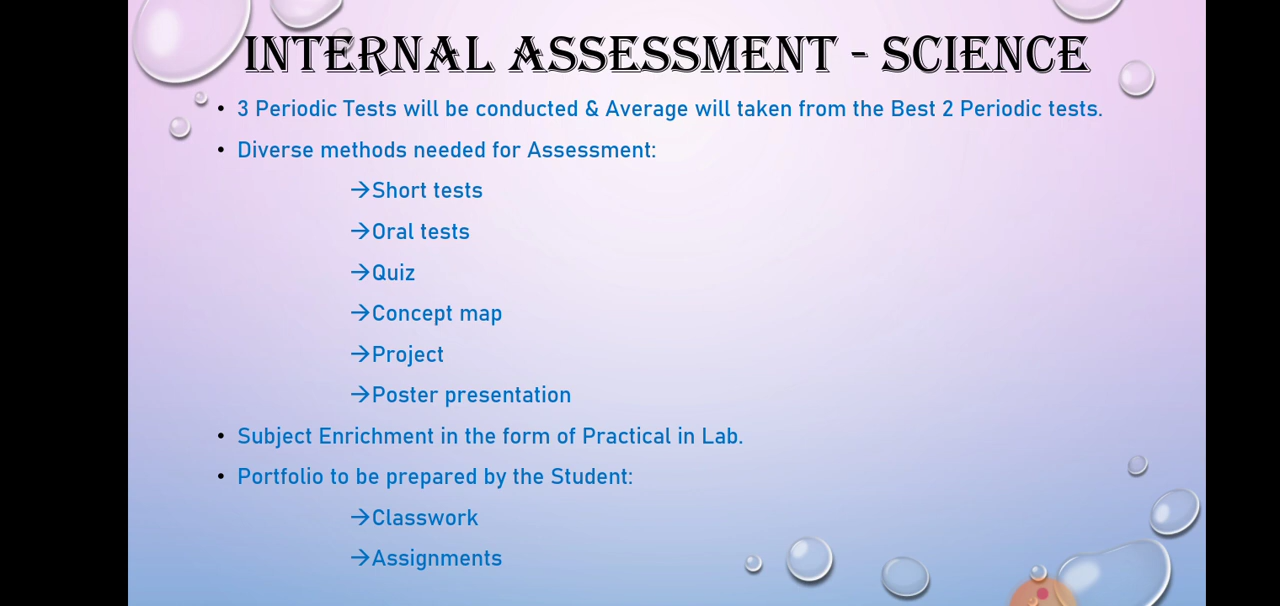 INTERNAL ASSESSMENT - SCIENCE
• 3 Periodic Tests will be conducted & Average will taken from the Best 2 Periodic tests.
• Diverse methods needed for Assessment:
→Short tests
→Oral tests
→Quiz
→Concept map
→Project
→Poster presentation
• Subject Enrichment in the form of Practical in Lab.
• Portfolio to be prepared by the Student:
→Classwork
→Assignments